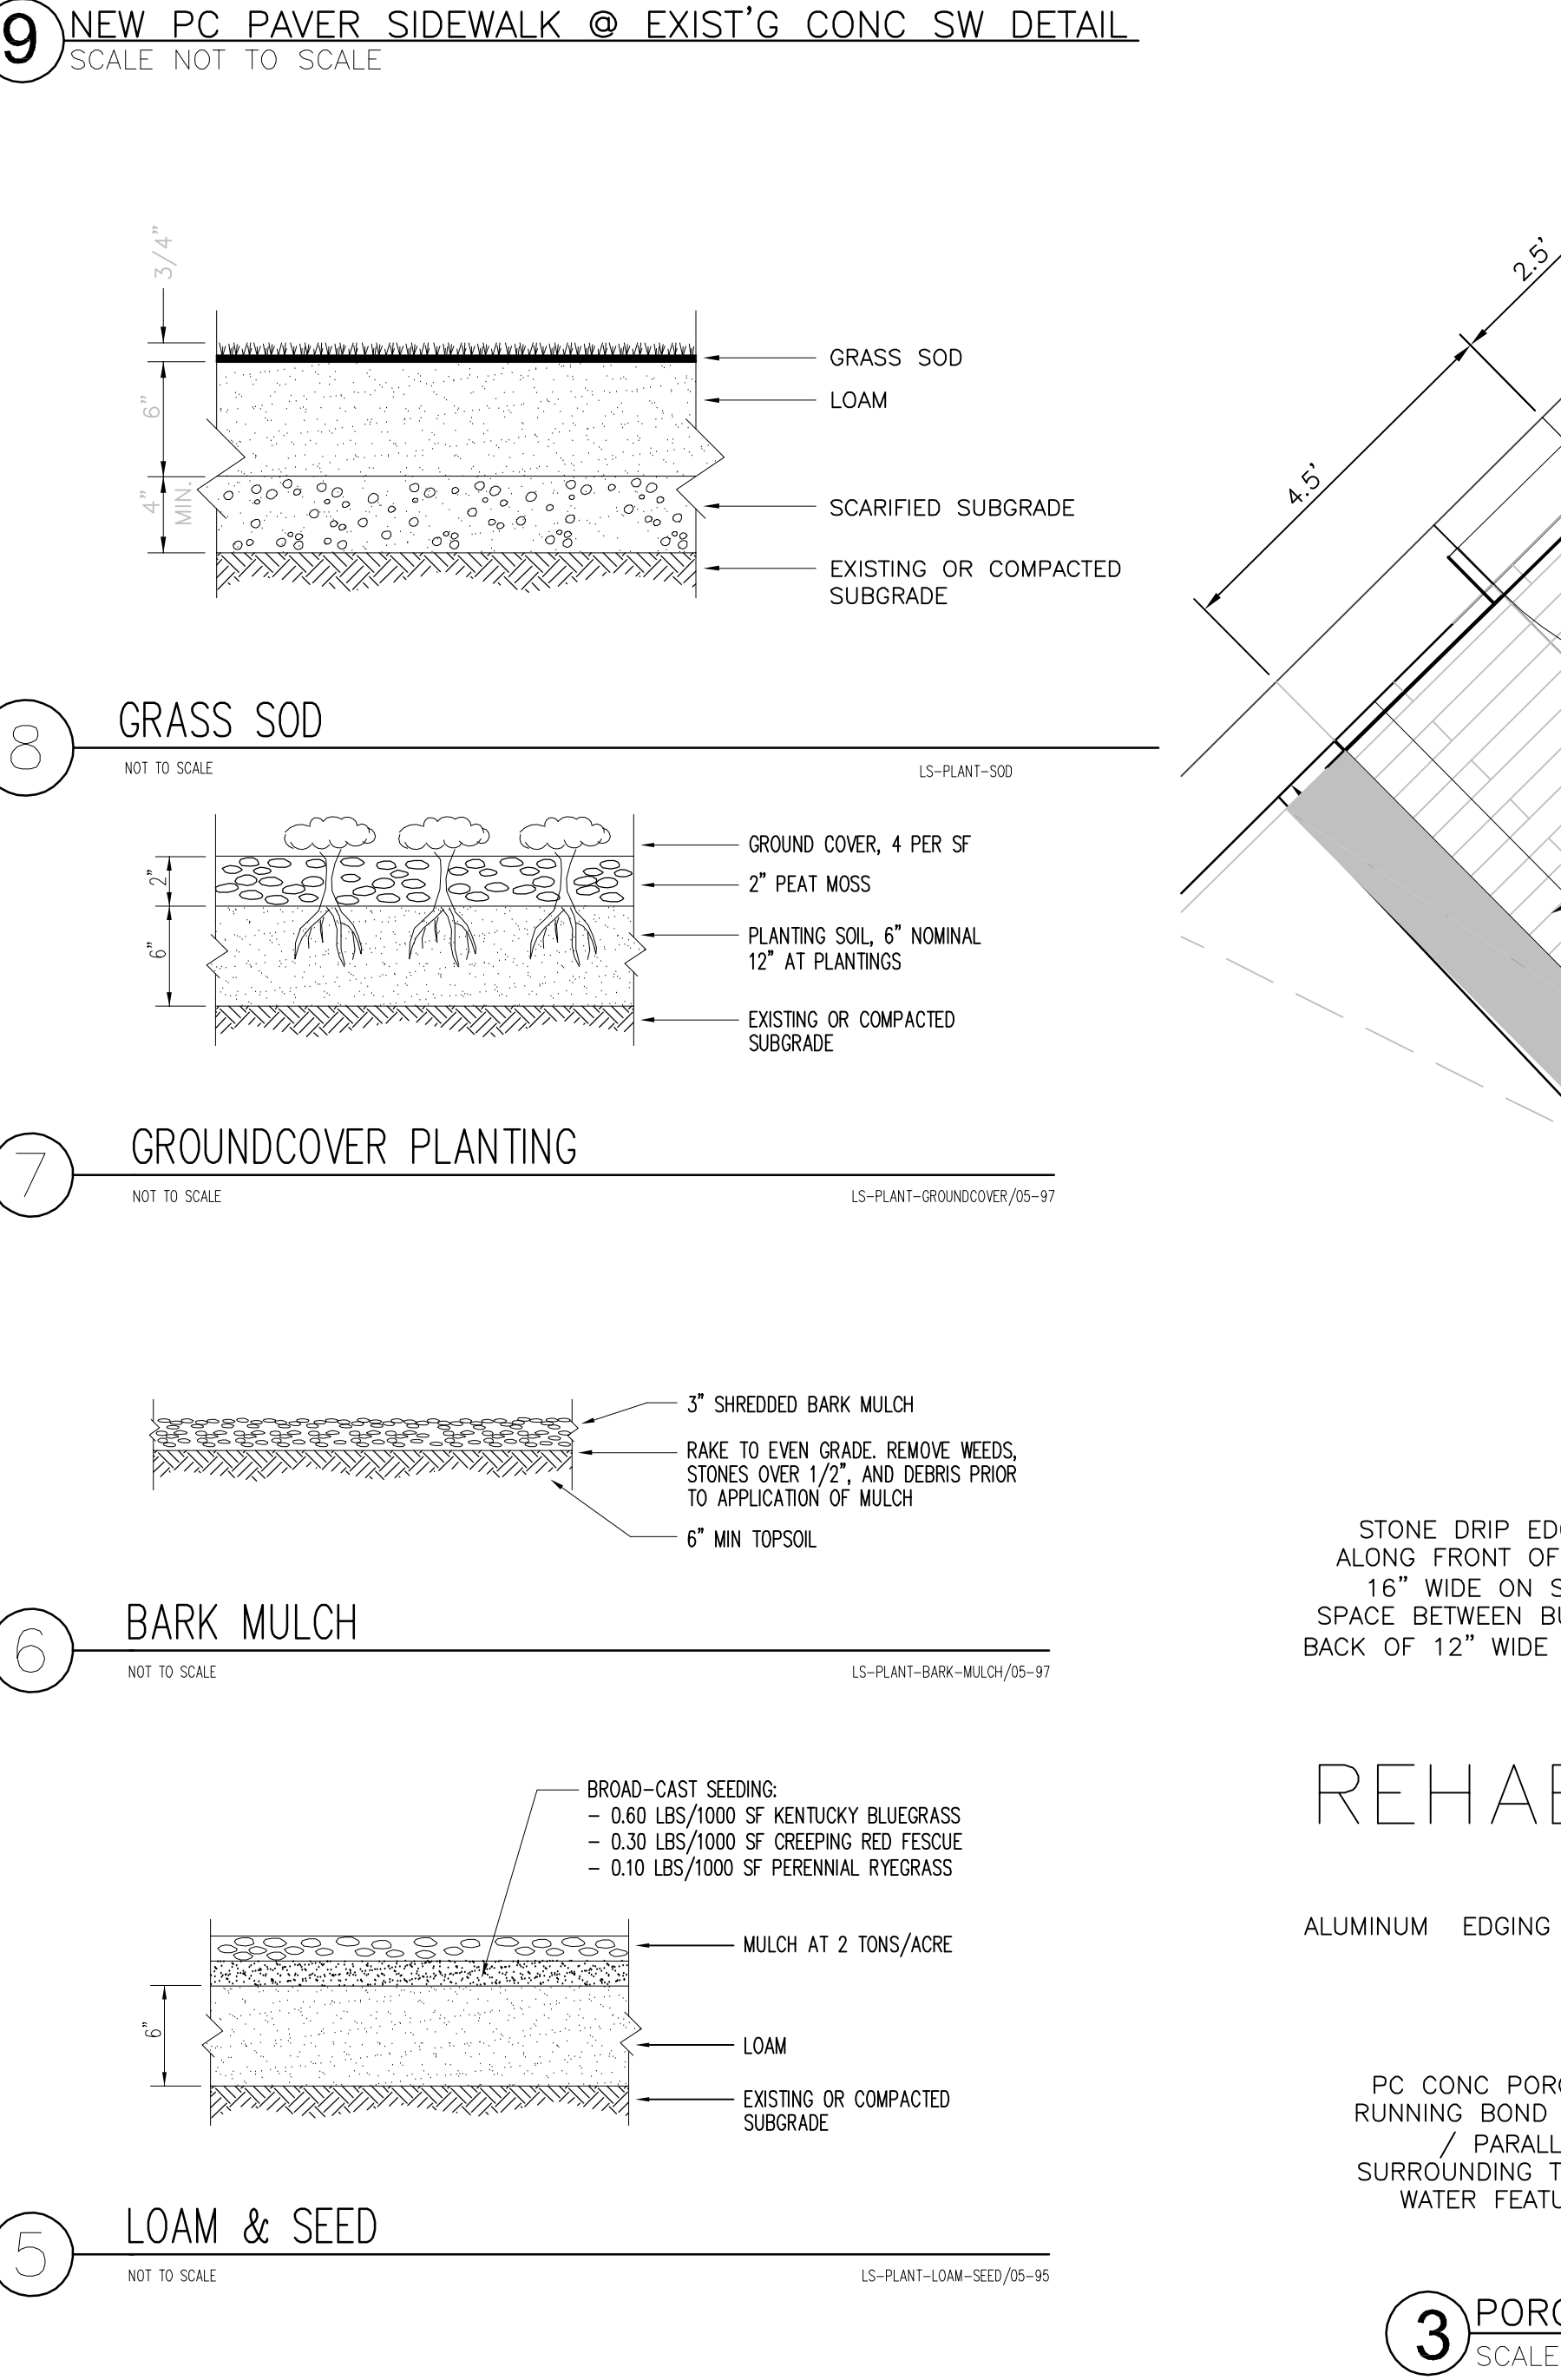 9
NEW PC PAVER SIDEWALK @ EXIST'G CONC SW DETAIL
SCALE NOT TO SCALE
3/4"
6"
4"
MIN.
GRASS SOD
LOAM
SCARIFIED SUBGRADE
EXISTING OR COMPACTED
SUBGRADE
8
GRASS SOD
NOT TO SCALE
LS-PLANT-SOD
2"
6"
GROUND COVER, 4 PER SF
2" PEAT MOSS
PLANTING SOIL, 6" NOMINAL
12" AT PLANTINGS
EXISTING OR COMPACTED
SUBGRADE
7
GROUNDCOVER PLANTING
NOT TO SCALE
LS-PLANT-GROUNDCOVER/05-97
3" SHREDDED BARK MULCH
RAKE TO EVEN GRADE. REMOVE WEEDS,
STONES OVER 1/2", AND DEBRIS PRIOR
TO APPLICATION OF MULCH
6" MIN TOPSOIL
6
BARK MULCH
NOT TO SCALE
LS-PLANT-BARK-MULCH/05-97
BROAD-CAST SEEDING:
- 0.60 LBS/1000 SF KENTUCKY BLUEGRASS
- 0.30 LBS/1000 SF CREEPING RED FESCUE
- 0.10 LBS/1000 SF PERENNIAL RYEGRASS
MULCH AT 2 TONS/ACRE
6"
LOAM
EXISTING OR COMPACTED
SUBGRADE
5
LOAM & SEED
NOT TO SCALE
LS-PLANT-LOAM-SEED/05-95
2.5'
4.5'
STONE DRIP
ALONG FRONT OF
16" WIDE ON
SPACE BETWEEN
BACK OF 12" WIDE
ALUMINUM EDGING
PC CONC
RUNNING BOND
/
SURROUNDING
WATER
3
SCALE